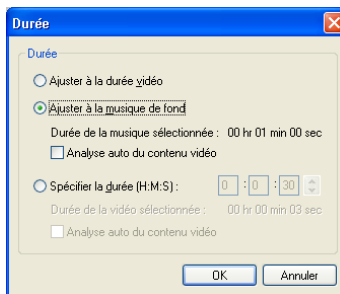 Durée
Durée
Ajuster à la durée vidéo
Ajuster à la musique de fond
Durée de la musique sélectionnée : 00 hr 01 min 00 sec
Analyse auto du contenu vidéo
Spécifier la durée (H:M:S) : 0 : 0 : 30
Durée de la vidéo sélectionnée : 00 hr 00 min 03 sec
Analyse auto du contenu vidéo
OK Annuler